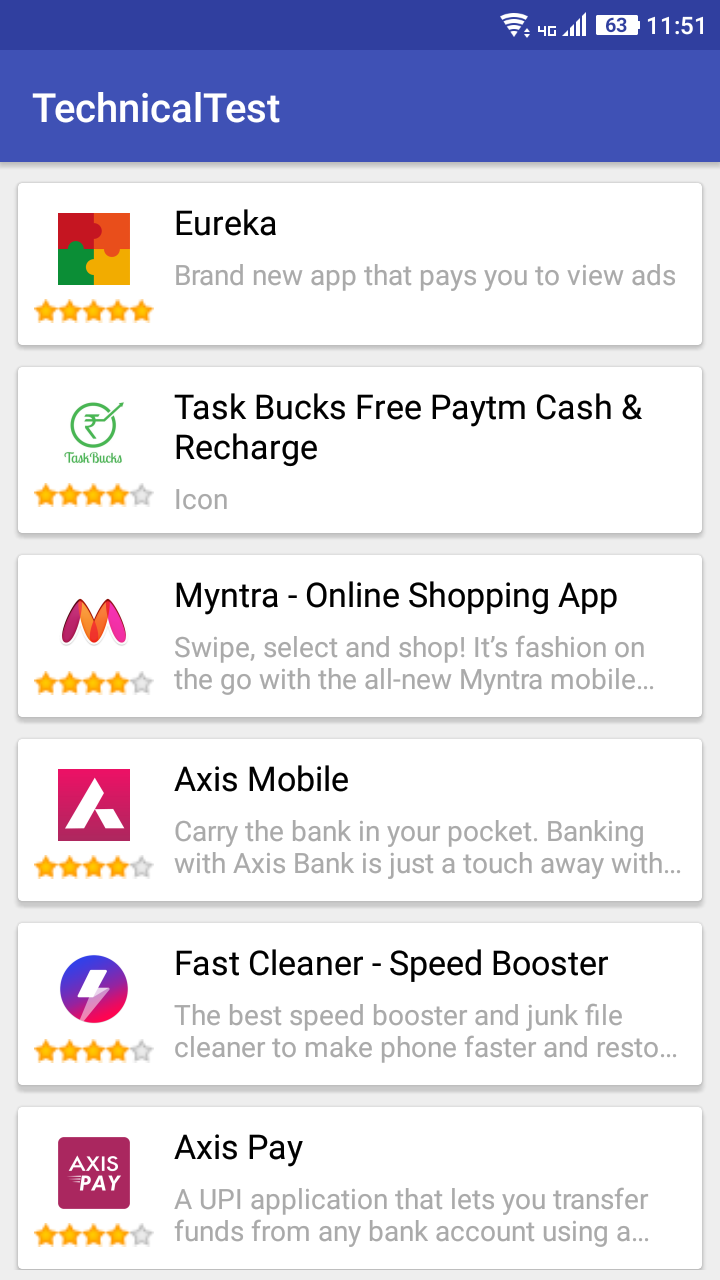 4G 63 11:51
TechnicalTest
Eureka
Brand new app that pays you to view ads
Task Bucks Free Paytm Cash &
Recharge
TaskBucks
Icon
Myntra - Online Shopping App
Swipe, select and shop! It’s fashion on
the go with the all-new Myntra mobile…
Axis Mobile
Carry the bank in your pocket. Banking
with Axis Bank is just a touch away with…
Fast Cleaner - Speed Booster
The best speed booster and junk file
cleaner to make phone faster and resto…
AXIS
PAY
Axis Pay
A UPI application that lets you transfer
funds from any bank account using a…